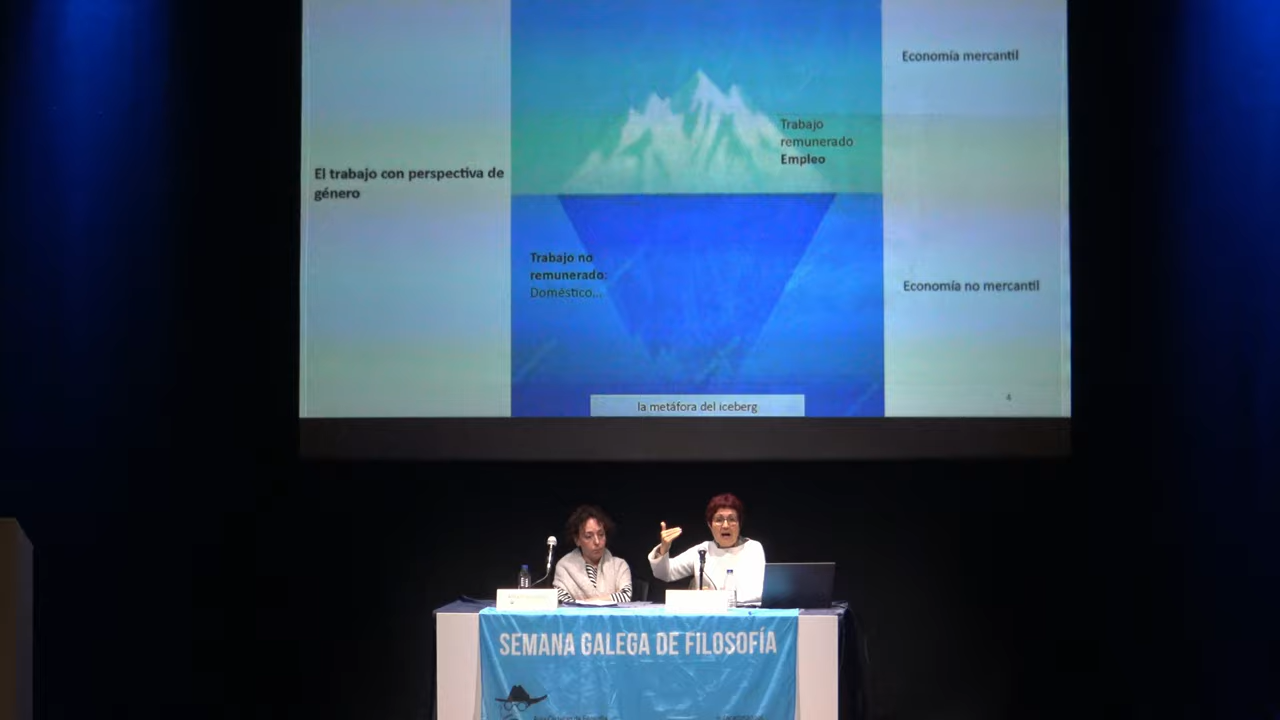 El trabajo con perspectiva de
género
Economía mercantil
Trabajo
remunerado
Empleo
Trabajo no
remunerado:
Doméstico,..
Economía no mercantil
la metáfora del iceberg
4
SEMANA GALEGA DE FILOSOFÍA